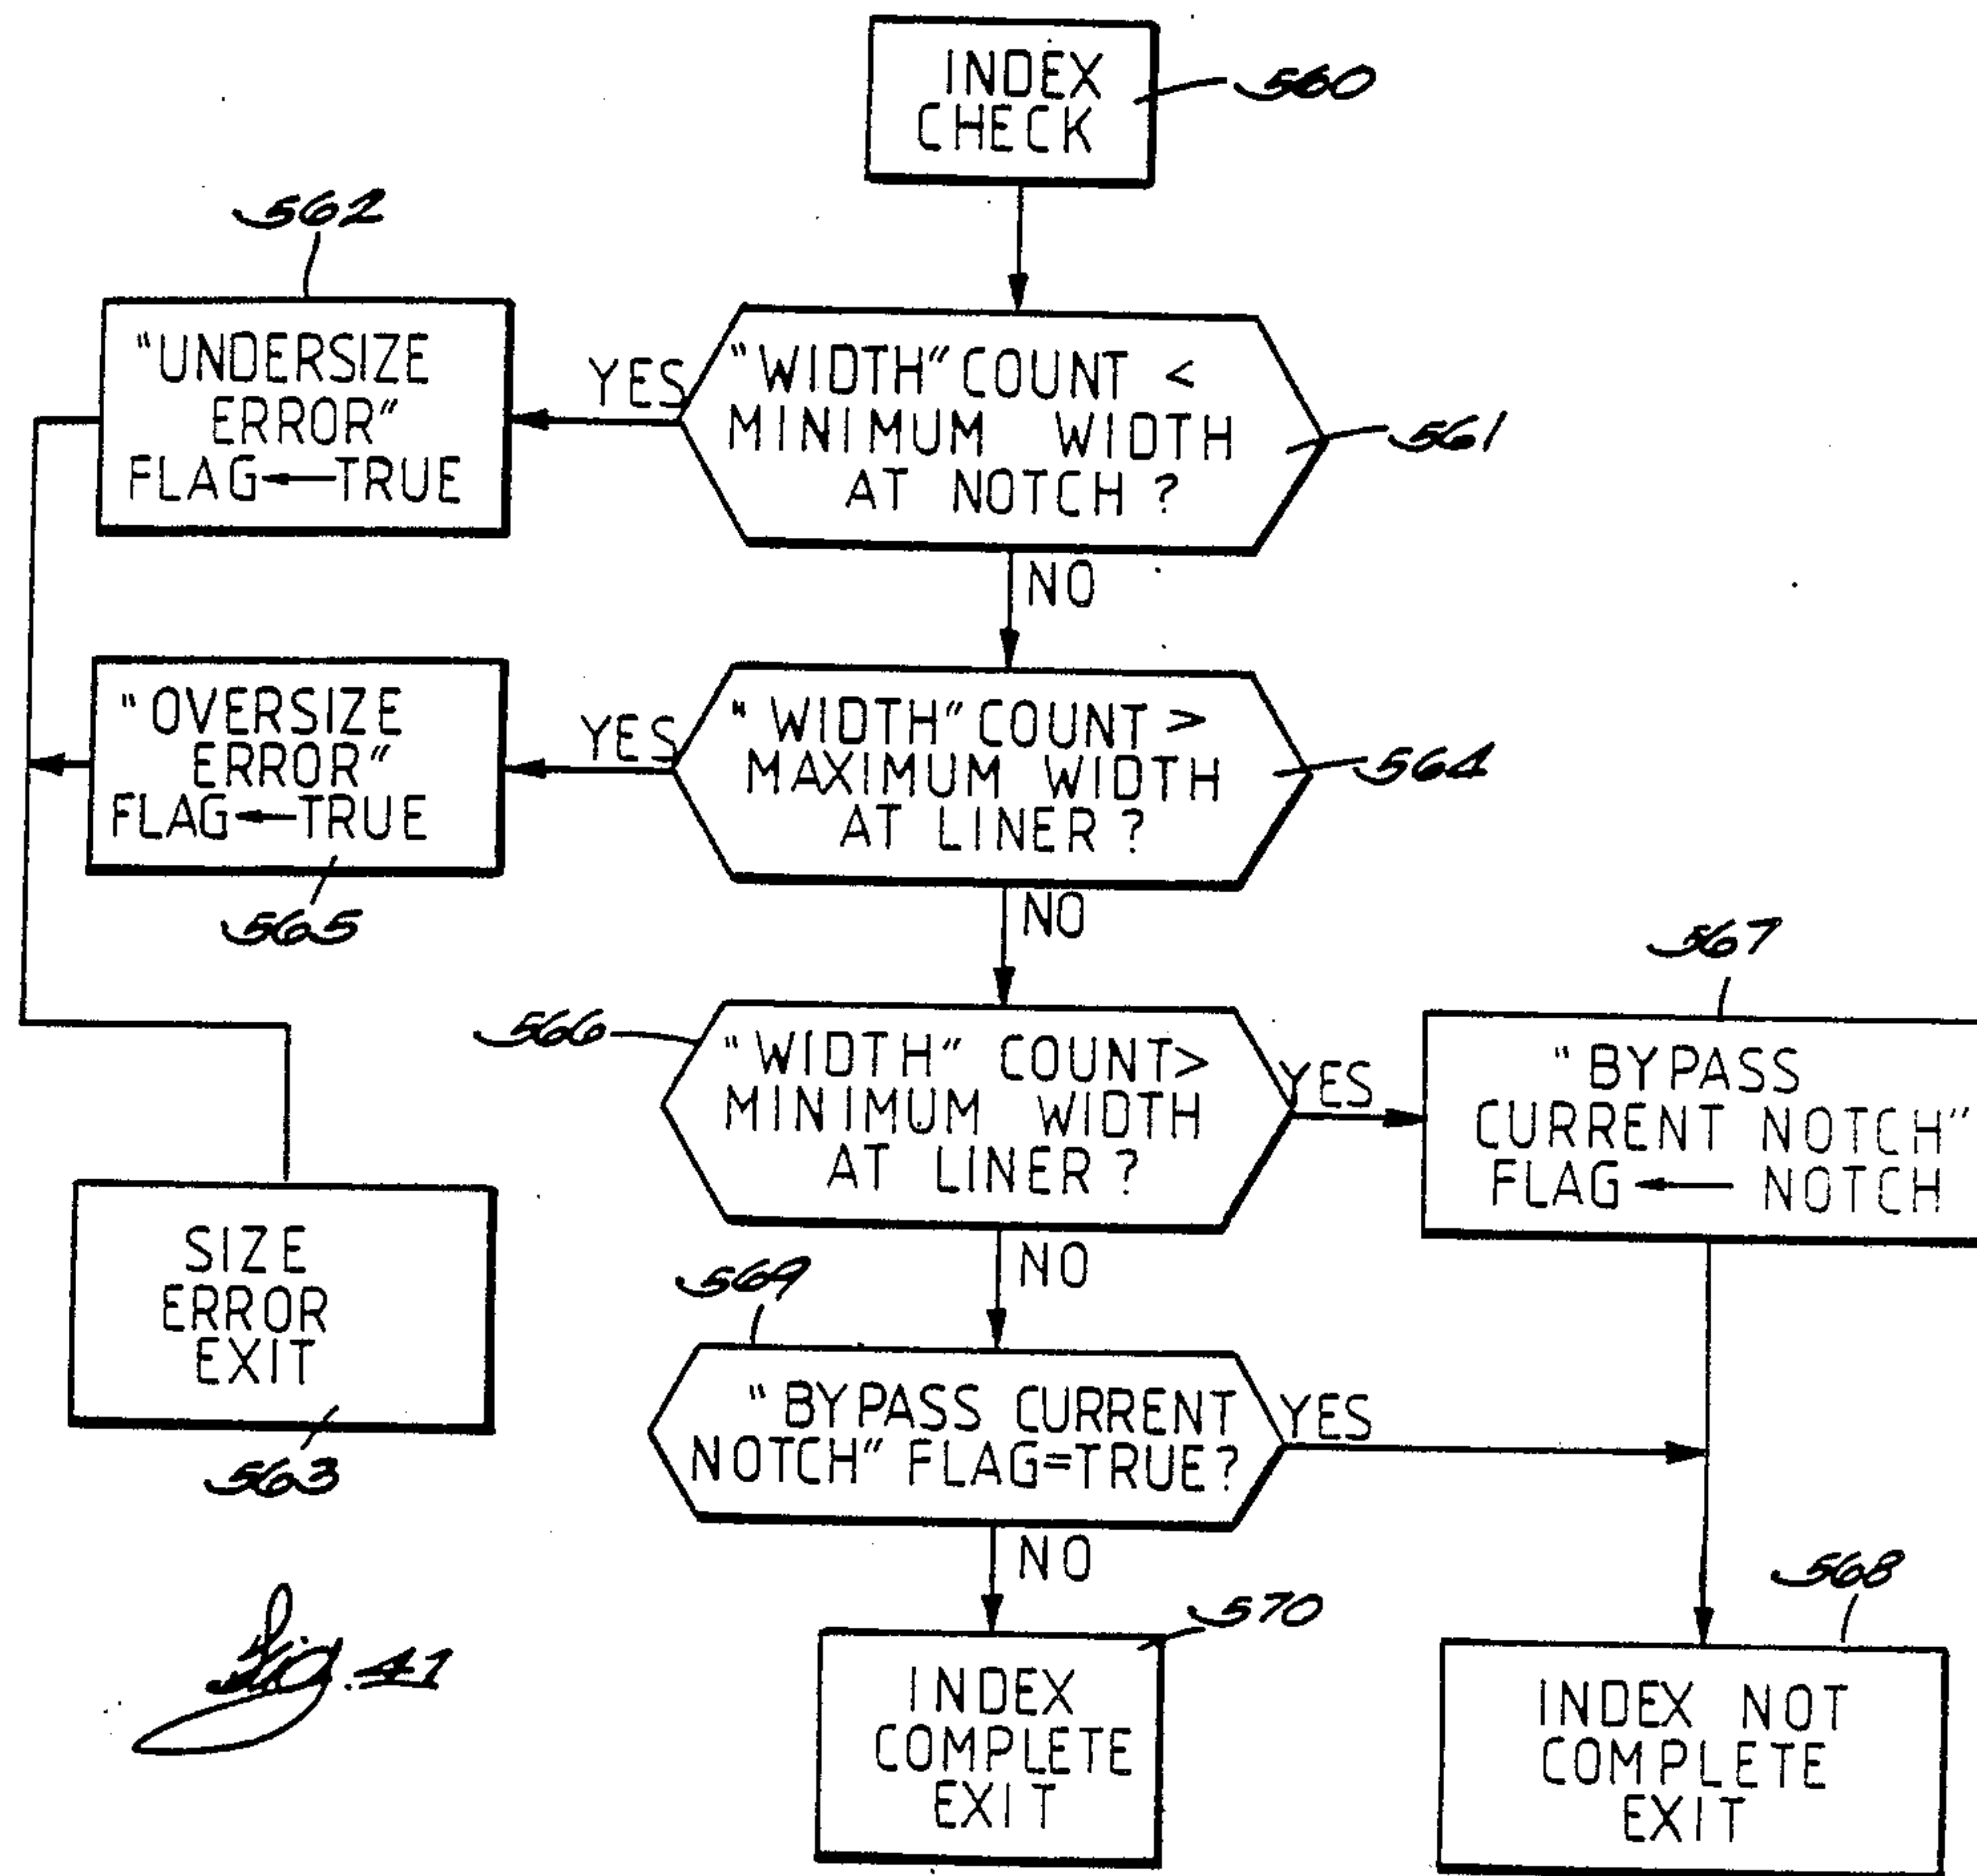 INDEX
CHECK
560
562
"UNDERSIZE
ERROR"
FLAG←TRUE
YES
"WIDTH" COUNT <
MINIMUM WIDTH
AT NOTCH ?
561
NO
"OVERSIZE
ERROR"
FLAG←TRUE
565
YES
"WIDTH" COUNT >
MAXIMUM WIDTH
AT LINER ?
564
NO
566
"WIDTH" COUNT>
MINIMUM WIDTH
AT LINER ?
YES
567
"BYPASS
CURRENT NOTCH"
FLAG ← NOTCH
NO
SIZE
ERROR
EXIT
563
569
"BYPASS CURRENT
NOTCH" FLAG=TRUE?
YES
NO
570
INDEX
COMPLETE
EXIT
568
INDEX NOT
COMPLETE
EXIT
Fig. 41